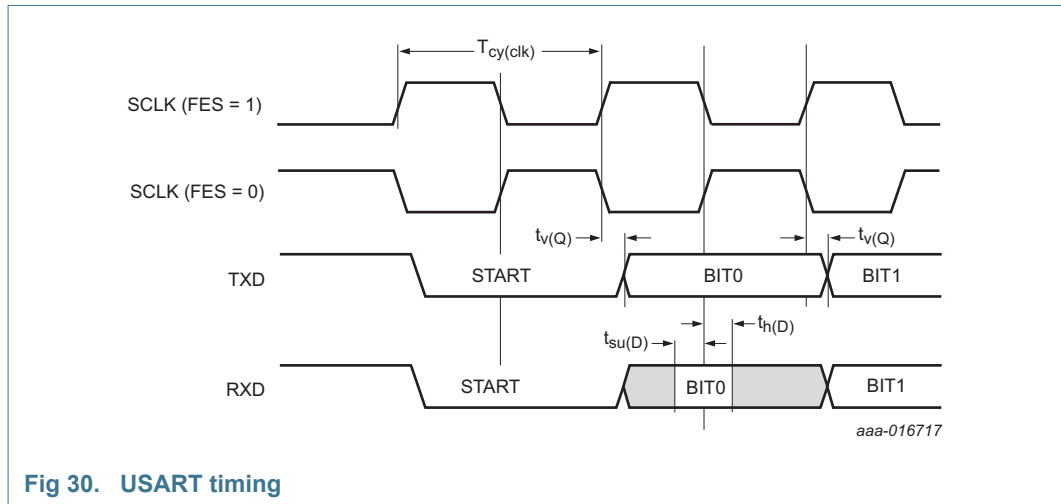 Tcy(clk)
SCLK (FES = 1)
SCLK (FES = 0)
tv(Q)
tv(Q)
TXD
START
BIT0
BIT1
tsu(D)
th(D)
RXD
START
BIT0
BIT1
aaa-016717
Fig 30. USART timing